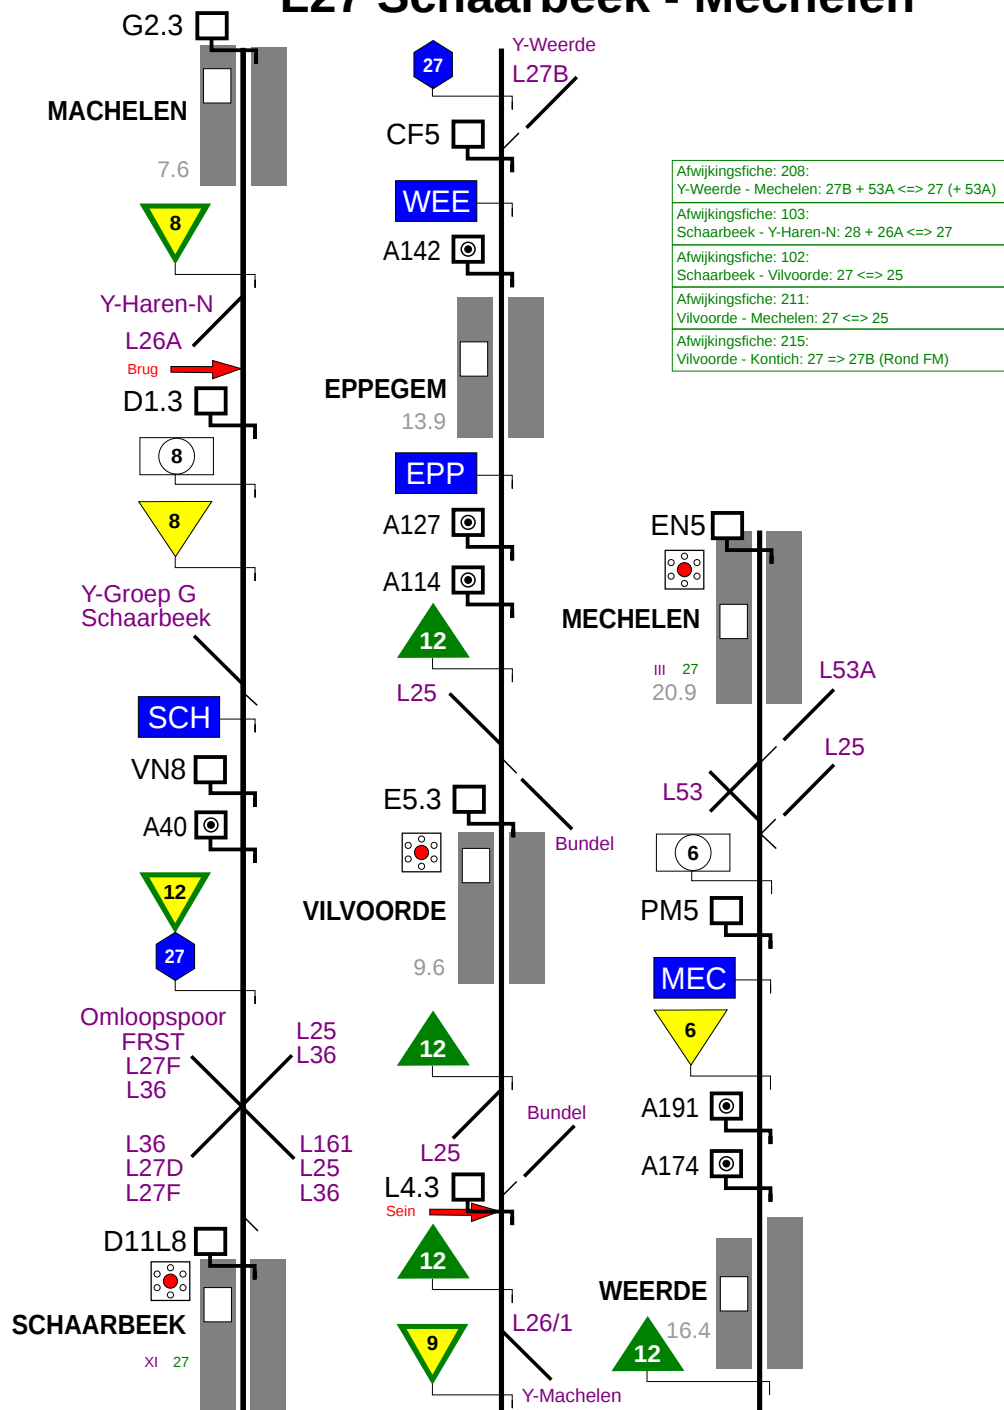 L27 Schaarbeek - Mechelen
G2.3
MACHELEN
7.6
8
Y-Haren-N
L26A
Brug
D1.3
8
8
Y-Groep G
Schaarbeek
SCH
VN8
A40
12
27
Omloopspoor
FRST
L27F
L36
L25
L36
L36
L27D
L27F
L161
L25
L36
D11L8
SCHAARBEEK
XI 27
Y-Weerde
27
L27B
CF5
WEE
A142
EPPEGEM
13.9
EPP
A127
A114
12
L25
E5.3
Bundel
VILVOORDE
9.6
12
Bundel
L25
L4.3
Sein
12
L26/1
9
Y-Machelen
Afwijkingsfiche: 208:
Y-Weerde - Mechelen: 27B + 53A <=> 27 (+ 53A)
Afwijkingsfiche: 103:
Schaarbeek - Y-Haren-N: 28 + 26A <=> 27
Afwijkingsfiche: 102:
Schaarbeek - Vilvoorde: 27 <=> 25
Afwijkingsfiche: 211:
Vilvoorde - Mechelen: 27 <=> 25
Afwijkingsfiche: 215:
Vilvoorde - Kontich: 27 => 27B (Rond FM)
EN5
MECHELEN
III 27
20.9
L53A
L25
L53
6
PM5
MEC
6
A191
A174
WEERDE
16.4
12